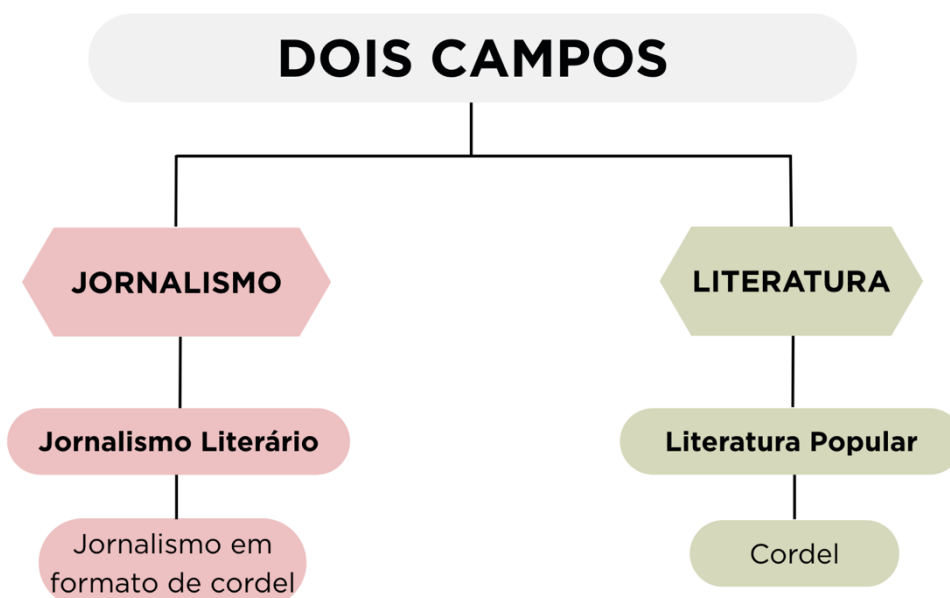 DOIS CAMPOS
JORNALISMO
LITERATURA
Jornalismo Literário
Literatura Popular
Jornalismo em
formato de cordel
Cordel